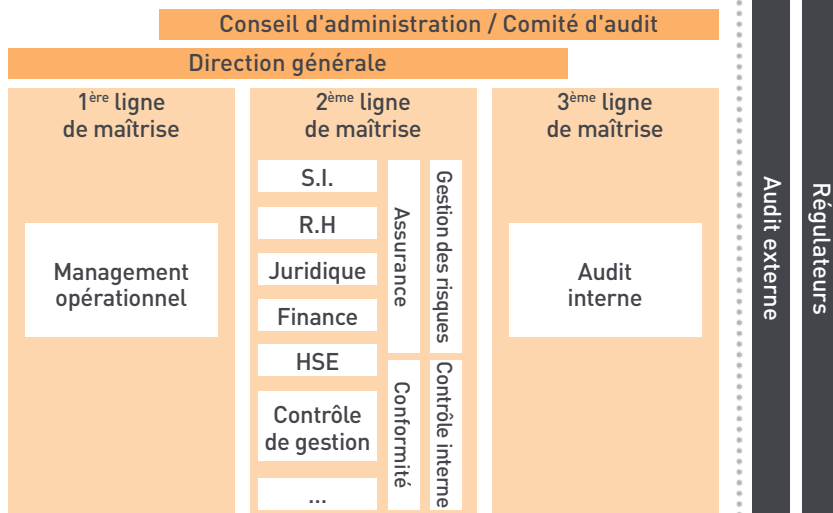 Conseil d'administration / Comité d'audit
Direction générale
1ère ligne
de maîtrise
2ème ligne
de maîtrise
3ème ligne
de maîtrise
Management
opérationnel
S.I.
R.H
Juridique
Finance
HSE
Contrôle
de gestion
...
Assurance
Conformité
Gestion des risques
Contrôle interne
Audit
interne
Audit externe
Régulateurs